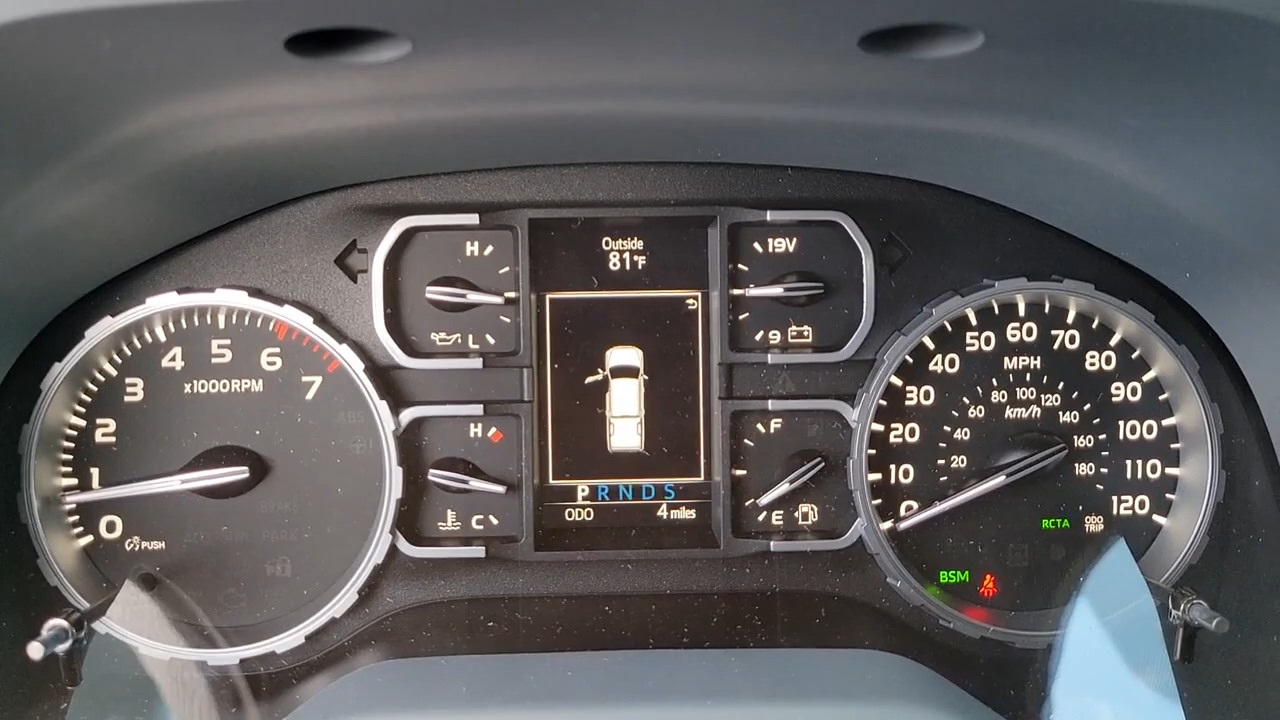 Outside
81°F
P R N D S
ODO 4 miles
H
L
19V
9
H
C
F
E
0 1 2 3 4 5 6 7
x1000RPM
PUSH
ABS
BRAKE
PARK
0 10 20 30 40 50 60 70 80 90 100 110 120
MPH
20 40 60 80 100 120 140 160 180
km/h
RCTA
ODO
TRIP
BSM